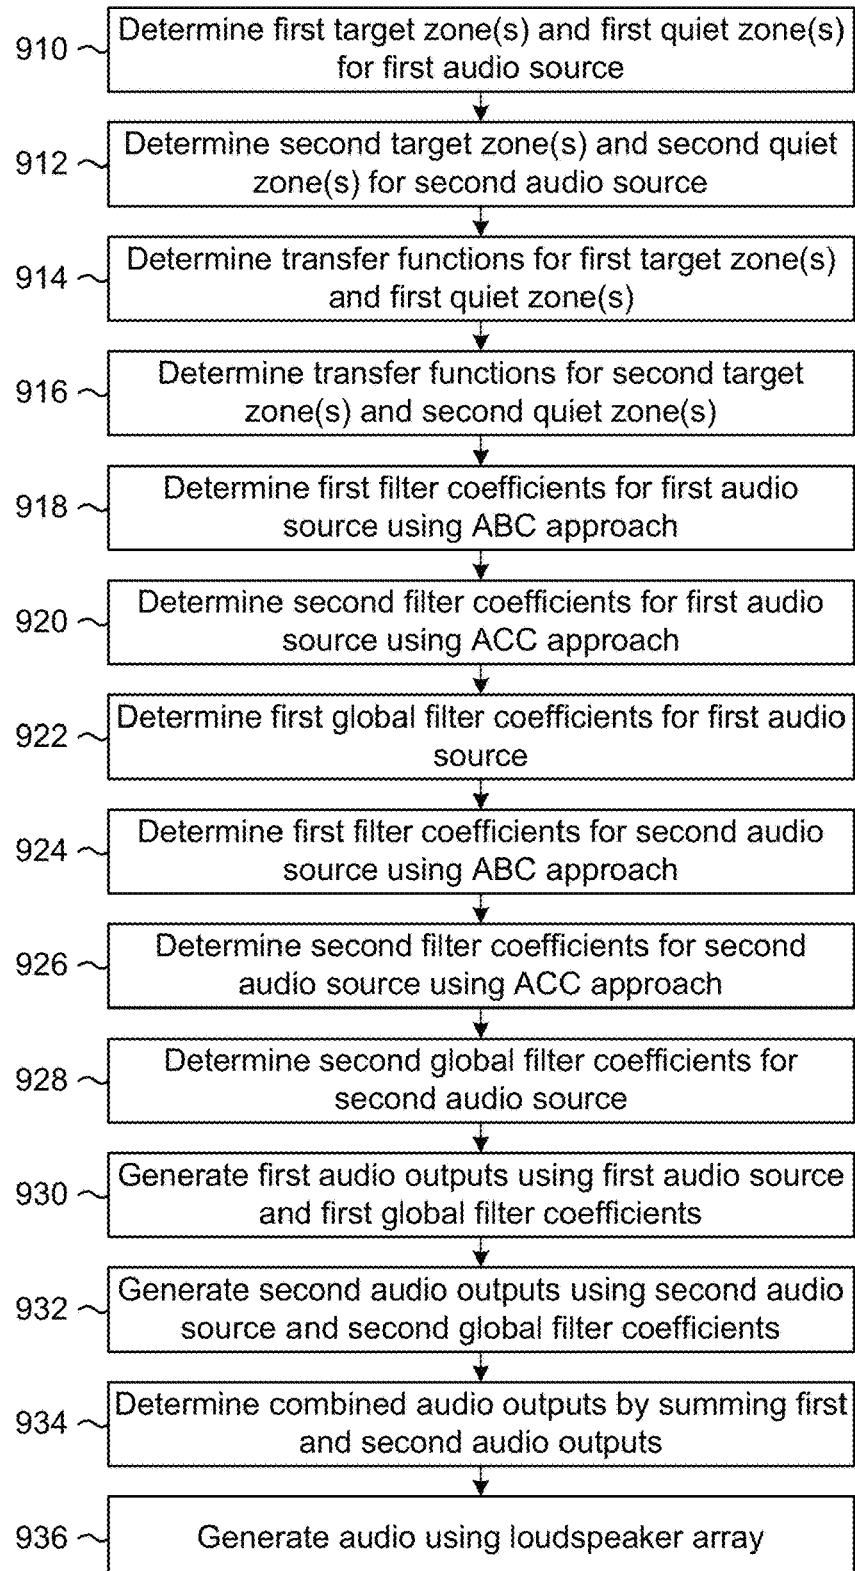 910
Determine first target zone(s) and first quiet zone(s)
for first audio source
912
Determine second target zone(s) and second quiet
zone(s) for second audio source
914
Determine transfer functions for first target zone(s)
and first quiet zone(s)
916
Determine transfer functions for second target
zone(s) and second quiet zone(s)
918
Determine first filter coefficients for first audio
source using ABC approach
920
Determine second filter coefficients for first audio
source using ACC approach
922
Determine first global filter coefficients for first audio
source
924
Determine first filter coefficients for second audio
source using ABC approach
926
Determine second filter coefficients for second
audio source using ACC approach
928
Determine second global filter coefficients for
second audio source
930
Generate first audio outputs using first audio source
and first global filter coefficients
932
Generate second audio outputs using second audio
source and second global filter coefficients
934
Determine combined audio outputs by summing first
and second audio outputs
936
Generate audio using loudspeaker array